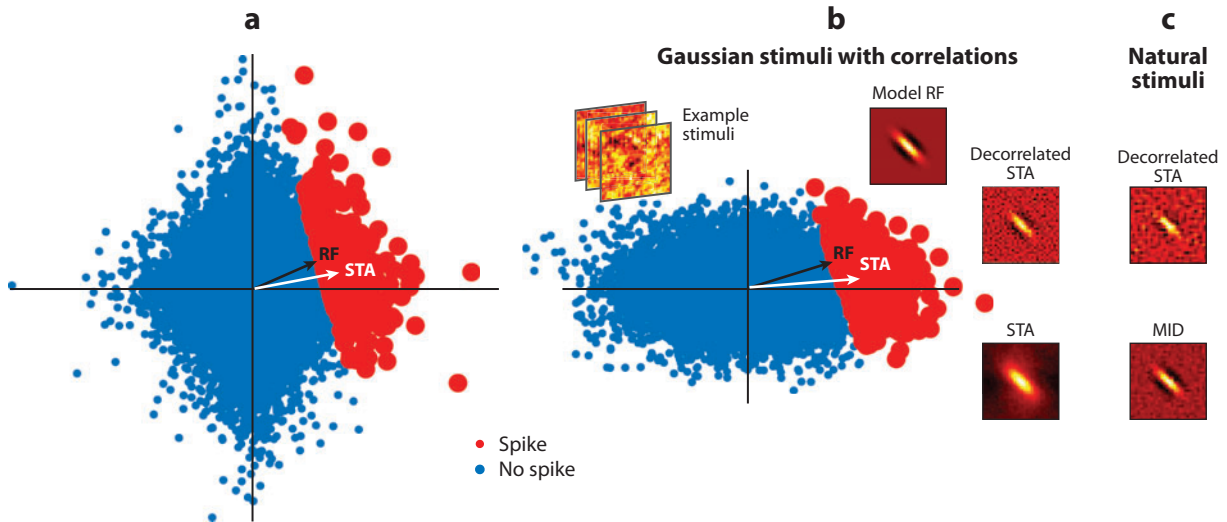 a
RF
STA
Spike
No spike
b
Gaussian stimuli with correlations
Example
stimuli
Model RF
RF
STA
Decorrelated
STA
STA
c
Natural
stimuli
Decorrelated
STA
MID